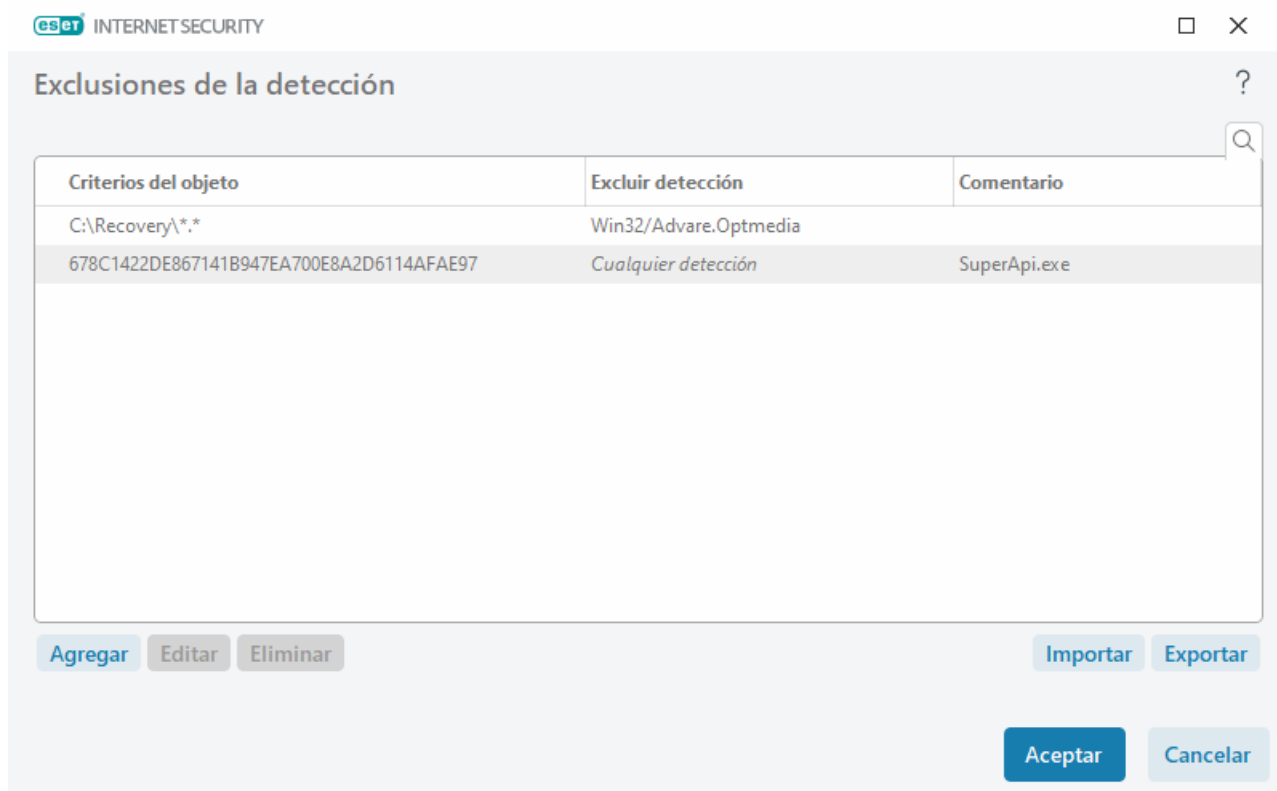 eset INTERNET SECURITY
Exclusiones de la detección
?
Criterios del objeto Excluir detección Comentario
C:\Recovery\*.* Win32/Advare.Optmedia
678C1422DE867141B947EA700E8A2D6114AFAE97 Cualquier detección SuperApi.exe
Agregar Editar Eliminar Importar Exportar
Aceptar Cancelar